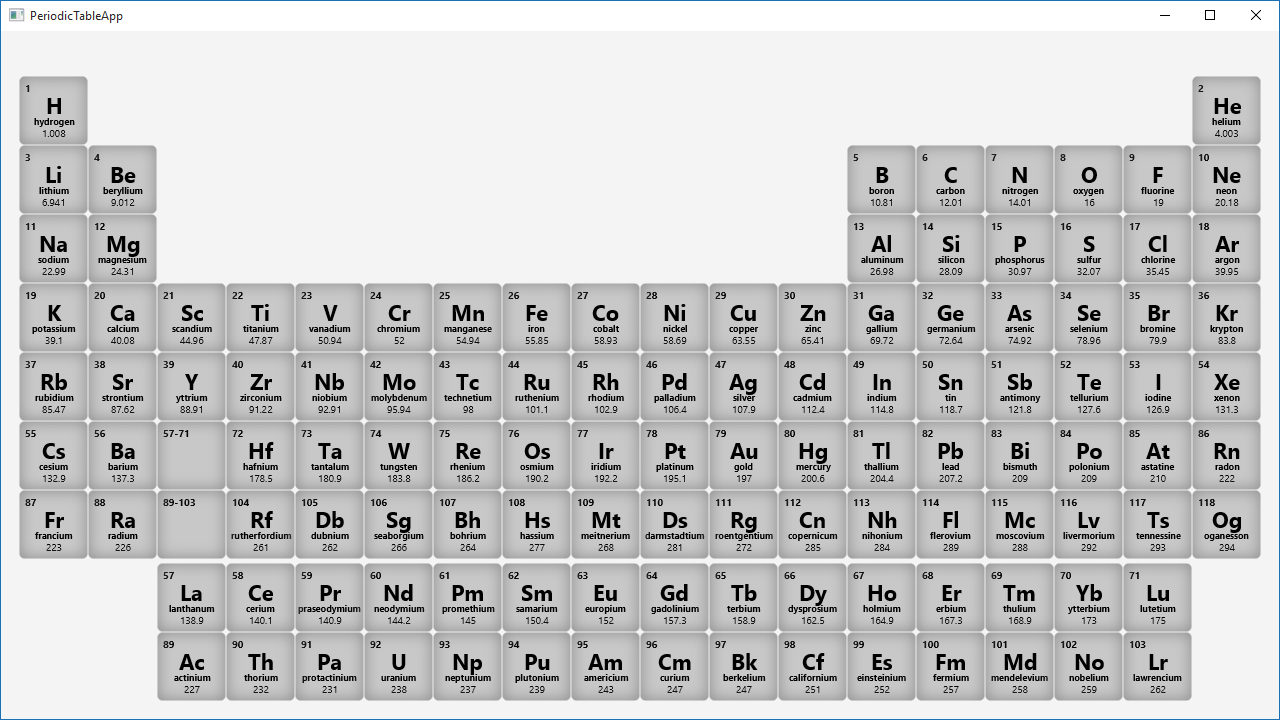 PeriodicTableApp
1 2
H He
hydrogen helium
1.008 4.003
3 4 5 6 7 8 9 10
Li Be B C N O F Ne
lithium beryllium boron carbon nitrogen oxygen fluorine neon
6.941 9.012 10.81 12.01 14.01 16 19 20.18
11 12 13 14 15 16 17 18
Na Mg Al Si P S Cl Ar
sodium magnesium aluminum silicon phosphorus sulfur chlorine argon
22.99 24.31 26.98 28.09 30.97 32.07 35.45 39.95
19 20 21 22 23 24 25 26 27 28 29 30 31 32 33 34 35 36
K Ca Sc Ti V Cr Mn Fe Co Ni Cu Zn Ga Ge As Se Br Kr
potassium calcium scandium titanium vanadium chromium manganese iron cobalt nickel copper zinc gallium germanium arsenic selenium bromine krypton
39.1 40.08 44.96 47.87 50.94 52 54.94 55.85 58.93 58.69 63.55 65.41 69.72 72.64 74.92 78.96 79.9 83.8
37 38 39 40 41 42 43 44 45 46 47 48 49 50 51 52 53 54
Rb Sr Y Zr Nb Mo Tc Ru Rh Pd Ag Cd In Sn Sb Te I Xe
rubidium strontium yttrium zirconium niobium molybdenum technetium ruthenium rhodium palladium silver cadmium indium tin antimony tellurium iodine xenon
85.47 87.62 88.91 91.22 92.91 95.94 98 101.1 102.9 106.4 107.9 112.4 114.8 118.7 121.8 127.6 126.9 131.3
55 56 57-71 72 73 74 75 76 77 78 79 80 81 82 83 84 85 86
Cs Ba Hf Ta W Re Os Ir Pt Au Hg Tl Pb Bi Po At Rn
cesium barium hafnium tantalum tungsten rhenium osmium iridium platinum gold mercury thallium lead bismuth polonium astatine radon
132.9 137.3 178.5 180.9 183.8 186.2 190.2 192.2 195.1 197 200.6 204.4 207.2 209 209 210 222
87 88 89-103 104 105 106 107 108 109 110 111 112 113 114 115 116 117 118
Fr Ra Rf Db Sg Bh Hs Mt Ds Rg Cn Nh Fl Mc Lv Ts Og
francium radium rutherfordium dubnium seaborgium bohrium hassium meitnerium darmstadtium roentgentium copernicum nihonium flerovium moscovium livermorium tennessine oganesson
223 226 261 262 266 264 277 268 281 272 285 284 289 288 292 293 294
57 58 59 60 61 62 63 64 65 66 67 68 69 70 71
La Ce Pr Nd Pm Sm Eu Gd Tb Dy Ho Er Tm Yb Lu
lanthanum cerium praseodymium neodymium promethium samarium europium gadolinium terbium dysprosium holmium erbium thulium ytterbium lutetium
138.9 140.1 140.9 144.2 145 150.4 152 157.3 158.9 162.5 164.9 167.3 168.9 173 175
89 90 91 92 93 94 95 96 97 98 99 100 101 102 103
Ac Th Pa U Np Pu Am Cm Bk Cf Es Fm Md No Lr
actinium thorium protactinium uranium neptunium plutonium americium curium berkelium californium einsteinium fermium mendelevium nobelium lawrencium
227 232 231 238 237 239 243 247 247 251 252 257 258 259 262